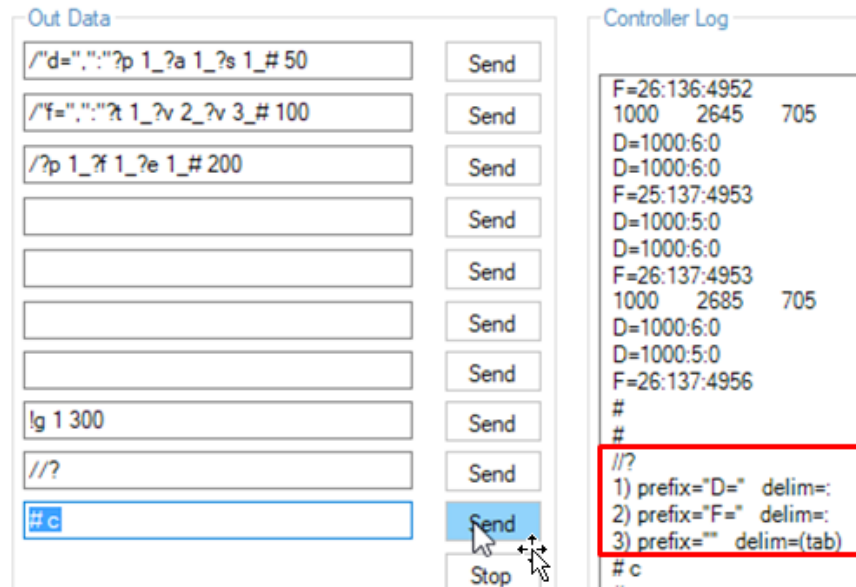 Out Data
/"d=",":"?p 1_?a 1_?s 1_# 50
Send
/"f=",":"?t 1_?v 2_?v 3_# 100
Send
/?p 1_?f 1_?e 1_# 200
Send
Send
Send
Send
Send
!g 1 300
Send
//?
Send
# c
Send
Stop
Controller Log
F=26:136:4952
1000 2645 705
D=1000:6:0
D=1000:6:0
F=25:137:4953
D=1000:5:0
D=1000:6:0
F=26:137:4953
1000 2685 705
D=1000:6:0
D=1000:5:0
F=26:137:4956
#
#
//?
1) prefix="D=" delim=:
2) prefix="F=" delim=:
3) prefix="" delim=(tab)
# c